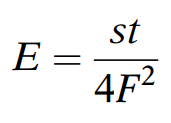 E = st / 4F²